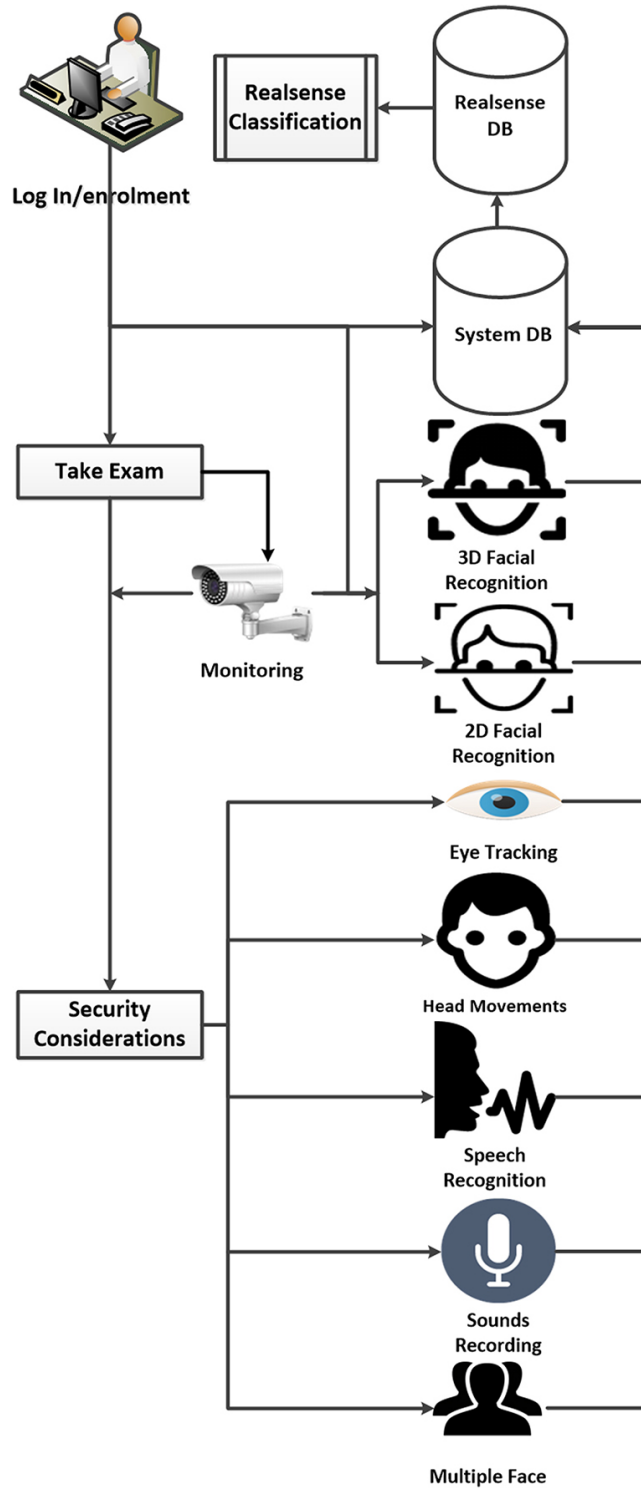 Realsense
Classification
Realsense
DB
Log In/enrolment
System DB
Take Exam
3D Facial
Recognition
Monitoring
2D Facial
Recognition
Eye Tracking
Head Movements
Security
Considerations
Speech
Recognition
Sounds
Recording
Multiple Face